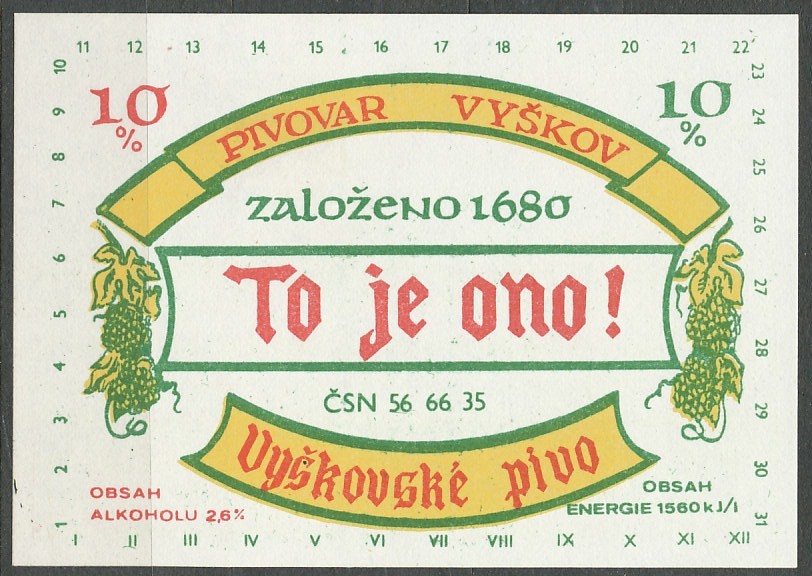 11 12 13 14 15 16 17 18 19 20 21 22
10 9 8 7 6 5 4 3 2 1
23 24 25 26 27 28 29 30 31
10 %
10 %
PIVOVAR VYŠKOV
založeno 1680
To je ono!
ČSN 56 66 35
Vyškovské pivo
OBSAH
ALKOHOLU 2,6%
OBSAH
ENERGIE 1560 kJ/l
I II III IV V VI VII VIII IX X XI XII